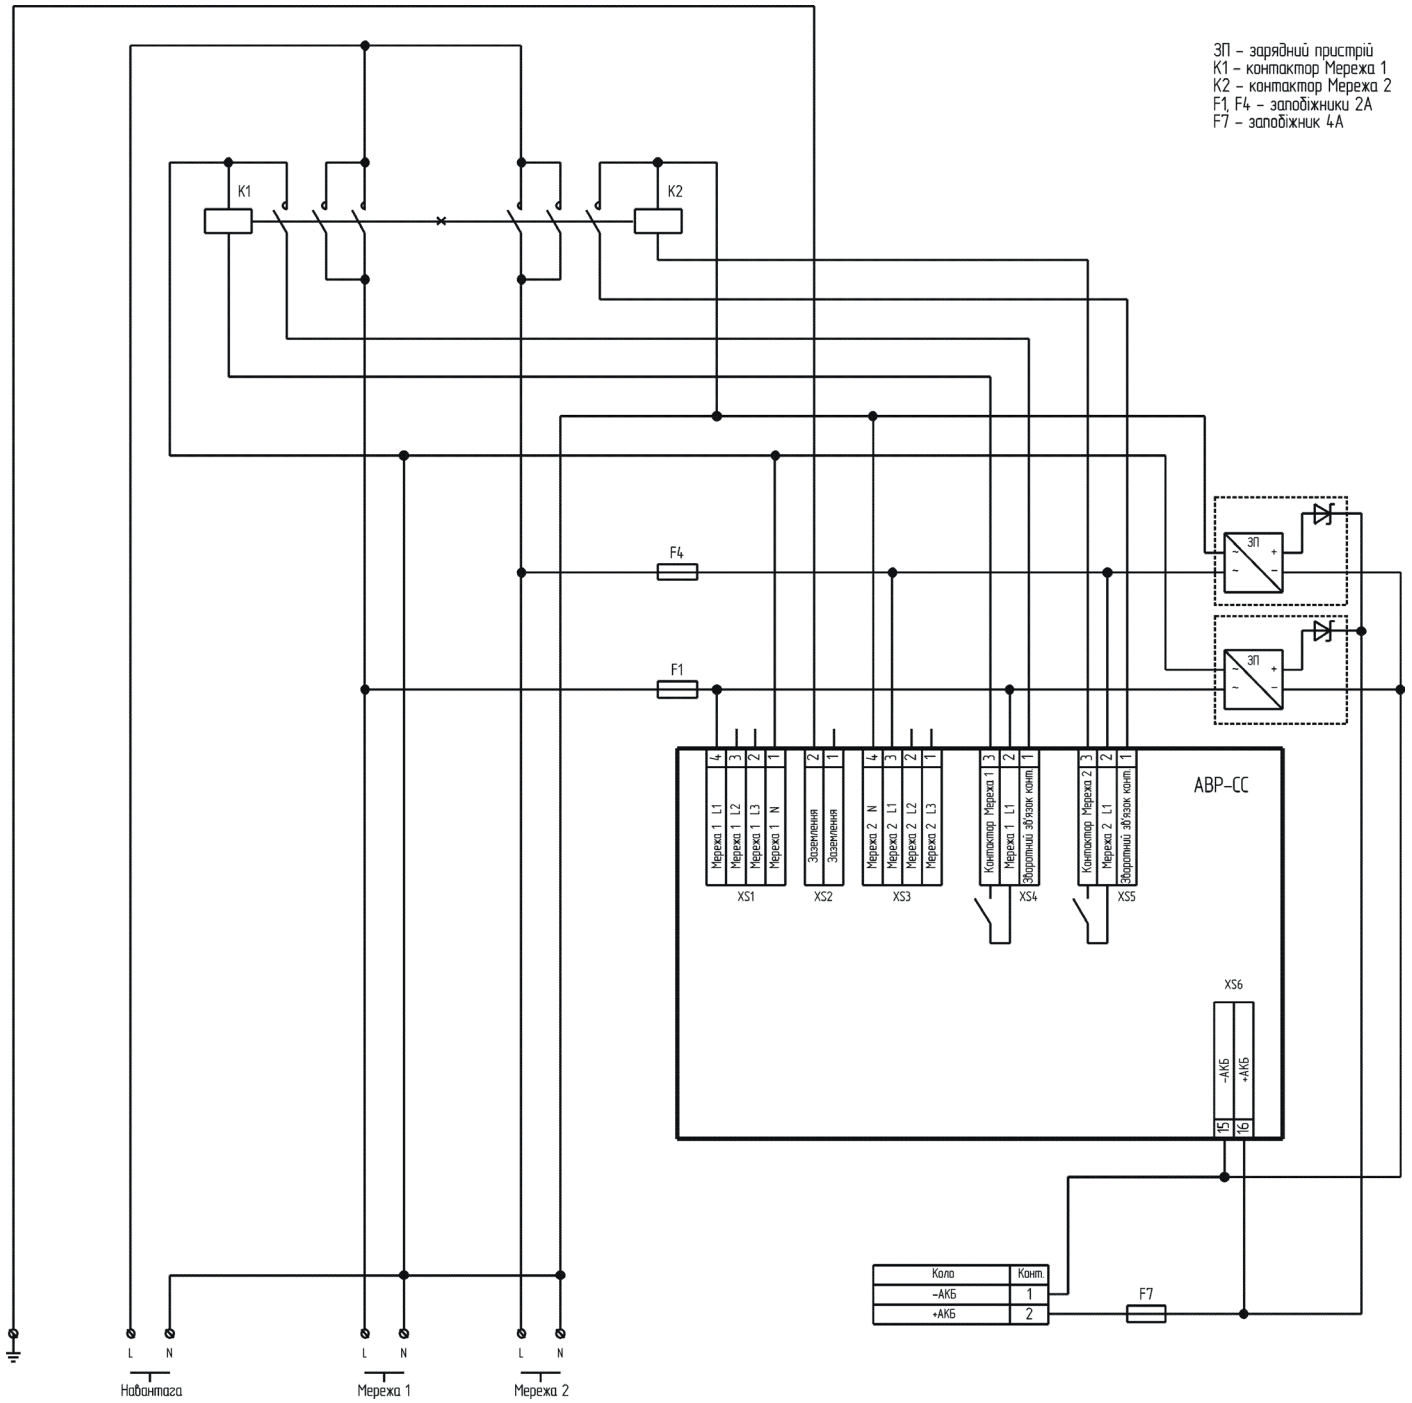 ЗП – зарядний пристрій
К1 – контактор Мережа 1
К2 – контактор Мережа 2
F1, F4 – запобіжники 2А
F7 – запобіжник 4А
К1
К2
F4
F1
ЗП
~
~
+
–
ЗП
~
~
+
–
АВР-СС
4 3 2 1
Мережа 1 L1
Мережа 1 L2
Мережа 1 L3
Мережа 1 N
XS1
2 1
Заземлення
Заземлення
XS2
4 3 2 1
Мережа 2 N
Мережа 2 L1
Мережа 2 L2
Мережа 2 L3
XS3
3 2 1
Контактор Мережа 1
Мережа 1 L1
Зворотний зв'язок конт.
XS4
3 2 1
Контактор Мережа 2
Мережа 2 L1
Зворотний зв'язок конт.
XS5
XS6
-АКБ
+АКБ
15 16
Коло Конт.
-АКБ 1
+АКБ 2
F7
L N
Навантага
L N
Мережа 1
L N
Мережа 2